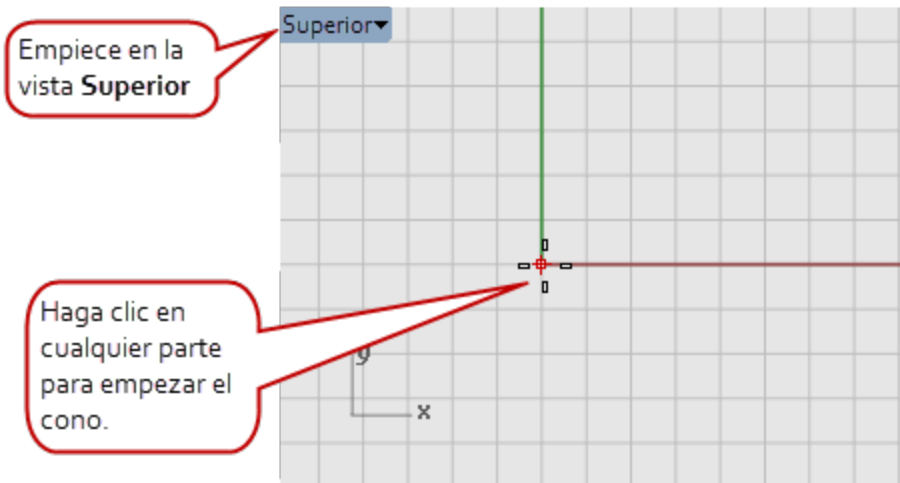 Superior
Empiece en la
vista Superior
Haga clic en
cualquier parte
para empezar el
cono.
y
x